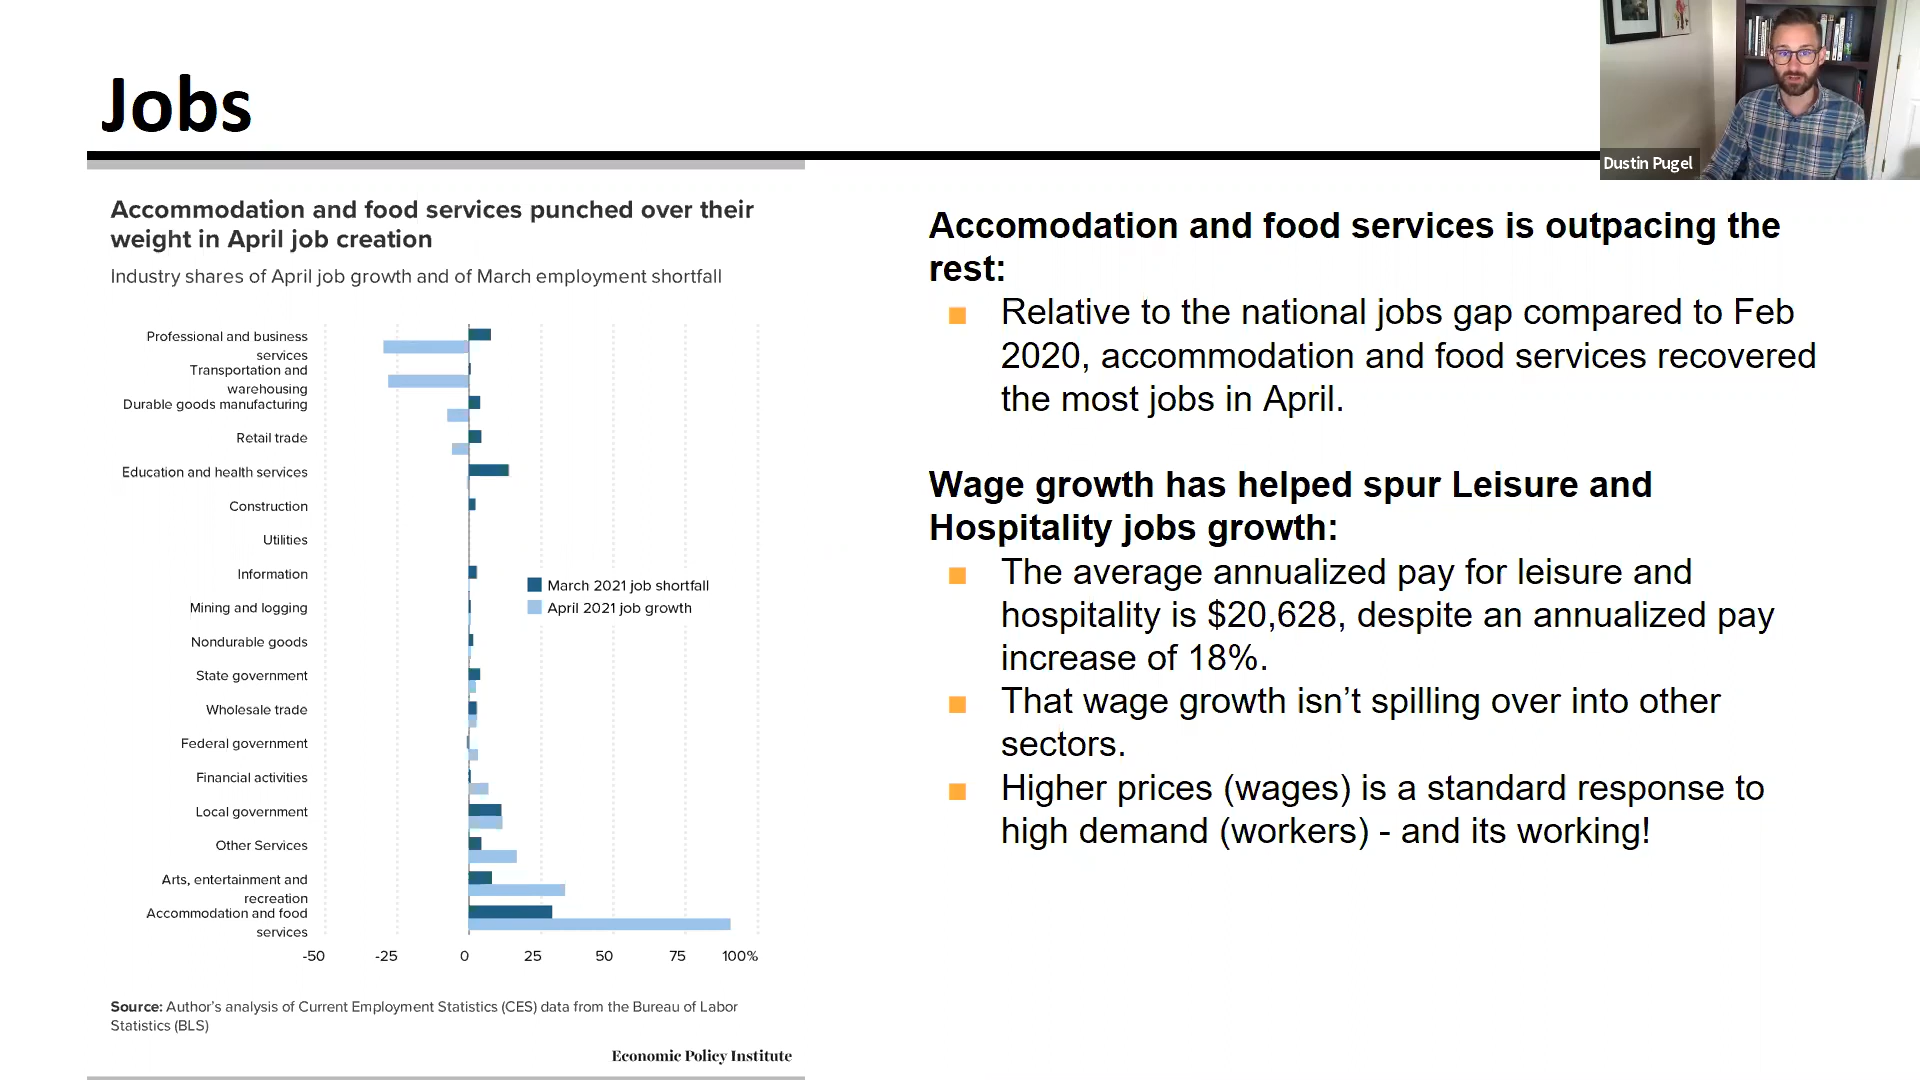 Jobs
Dustin Pugel
Accommodation and food services punched over their
weight in April job creation
Industry shares of April job growth and of March employment shortfall
Professional and business
services
Transportation and
warehousing
Durable goods manufacturing
Retail trade
Education and health services
Construction
Utilities
Information
Mining and logging
Nondurable goods
State government
Wholesale trade
Federal government
Financial activities
Local government
Other Services
Arts, entertainment and
recreation
Accommodation and food
services
March 2021 job shortfall
April 2021 job growth
-50 -25 0 25 50 75 100%
Source: Author’s analysis of Current Employment Statistics (CES) data from the Bureau of Labor
Statistics (BLS)
Economic Policy Institute
Accomodation and food services is outpacing the
rest:
Relative to the national jobs gap compared to Feb
2020, accommodation and food services recovered
the most jobs in April.
Wage growth has helped spur Leisure and
Hospitality jobs growth:
The average annualized pay for leisure and
hospitality is $20,628, despite an annualized pay
increase of 18%.
That wage growth isn’t spilling over into other
sectors.
Higher prices (wages) is a standard response to
high demand (workers) - and its working!